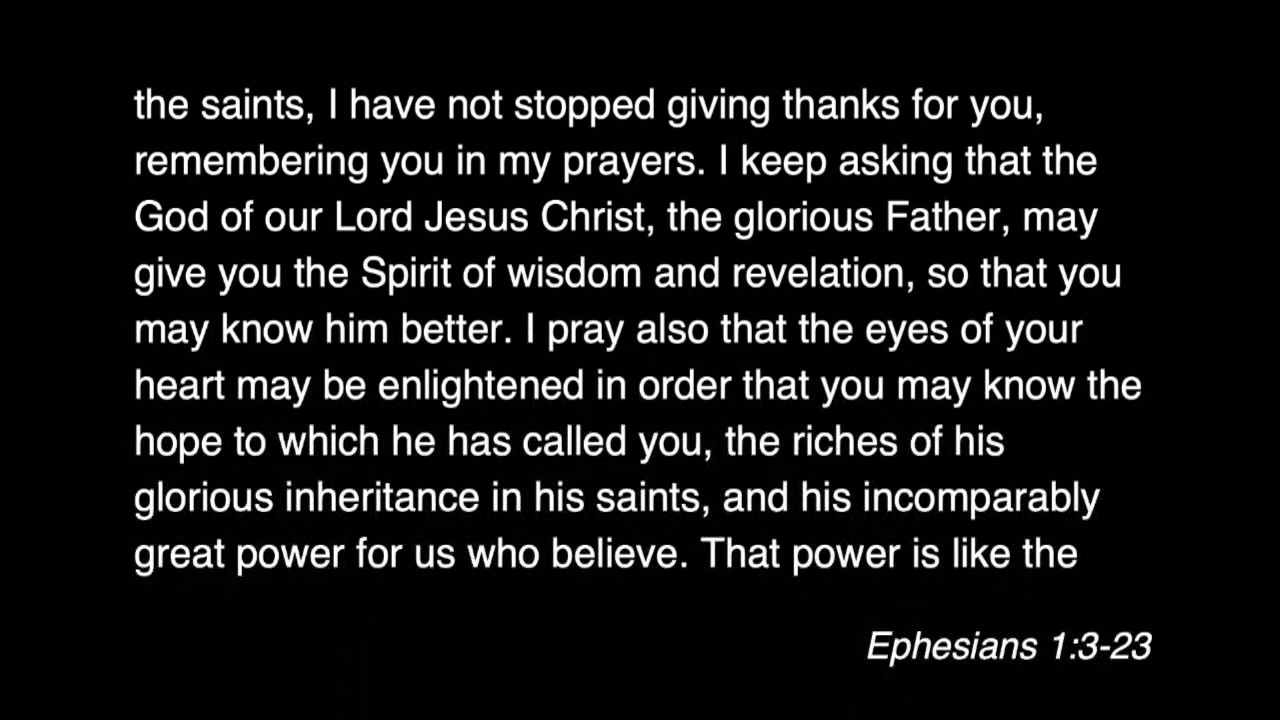 the saints, I have not stopped giving thanks for you,
remembering you in my prayers. I keep asking that the
God of our Lord Jesus Christ, the glorious Father, may
give you the Spirit of wisdom and revelation, so that you
may know him better. I pray also that the eyes of your
heart may be enlightened in order that you may know the
hope to which he has called you, the riches of his
glorious inheritance in his saints, and his incomparably
great power for us who believe. That power is like the
Ephesians 1:3-23